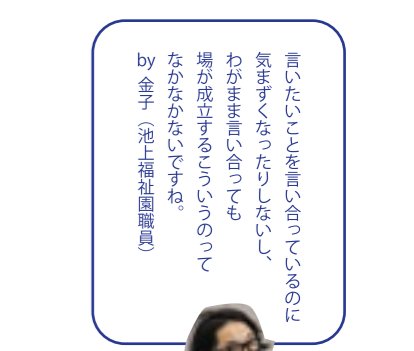 言いたいことを言い合っているのに
気まずくなったりしないし、
わがまま言い合っても
場が成立するこういうのって
なかなかないですね。
by 金子（池上福祉園職員）